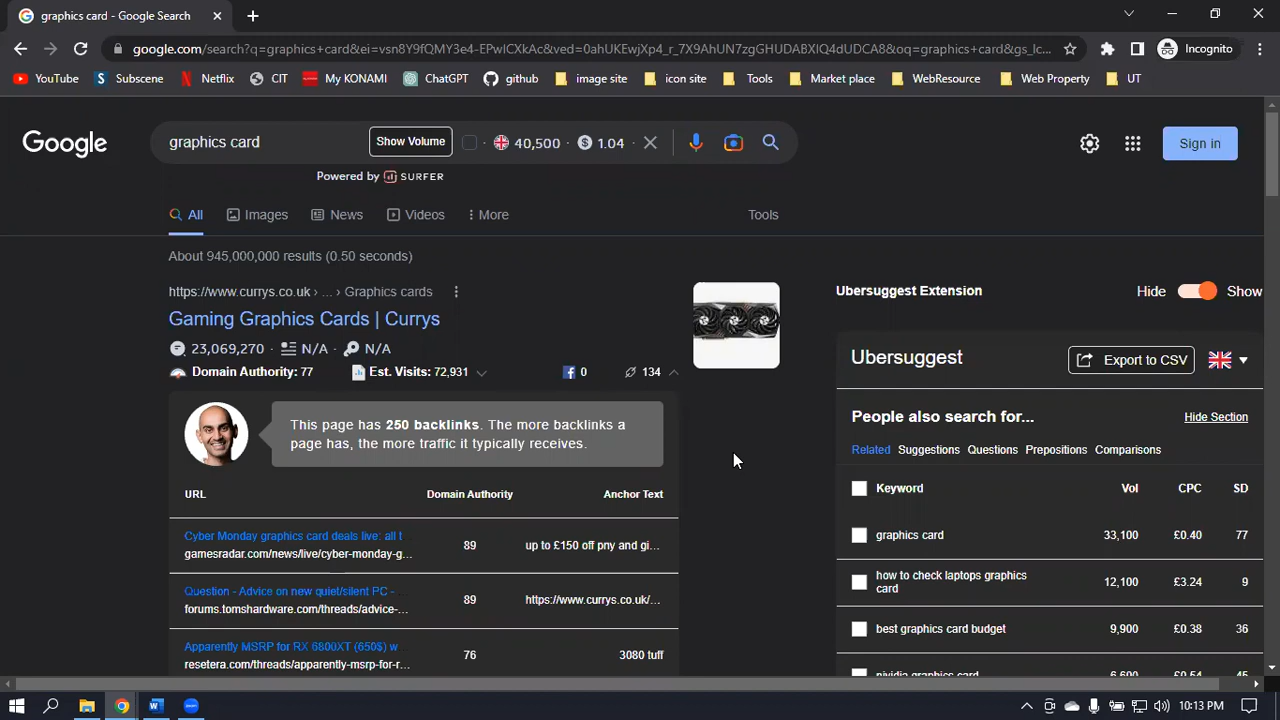 graphics card - Google Search
google.com/search?q=graphics+card&ei=vsn8Y9fQMY3e4-EPwlCXkAc&ved=0ahUKEwjXp4_r_7X9AhUN7zgGHUDABXIQ4dUDCA8&oq=graphics+card&gs_lc...
Incognito
YouTube
Subscene
Netflix
CIT
My KONAMI
ChatGPT
github
image site
icon site
Tools
Market place
WebResource
Web Property
UT
Google
graphics card
Show Volume
40,500
1.04
Sign in
Powered by SURFER
All
Images
News
Videos
More
Tools
About 945,000,000 results (0.50 seconds)
https://www.currys.co.uk › ... › Graphics cards
Gaming Graphics Cards | Currys
23,069,270
N/A
N/A
Domain Authority: 77
Est. Visits: 72,931
0
134
This page has 250 backlinks. The more backlinks a
page has, the more traffic it typically receives.
URL
Domain Authority
Anchor Text
Cyber Monday graphics card deals live: all t
gamesradar.com/news/live/cyber-monday-g...
89
up to £150 off pny and gi...
Question - Advice on new quiet/silent PC -
forums.tomshardware.com/threads/advice-...
89
https://www.currys.co.uk/...
Apparently MSRP for RX 6800XT (650$) w
resetera.com/threads/apparently-msrp-for-r...
76
3080 tuff
Ubersuggest Extension
Hide
Show
Ubersuggest
Export to CSV
People also search for...
Hide Section
Related
Suggestions
Questions
Prepositions
Comparisons
Keyword
Vol
CPC
SD
graphics card
33,100
£0.40
77
how to check laptops graphics
card
12,100
£3.24
9
best graphics card budget
9,900
£0.38
36
nividia graphics card
6,600
£0.54
45
10:13 PM